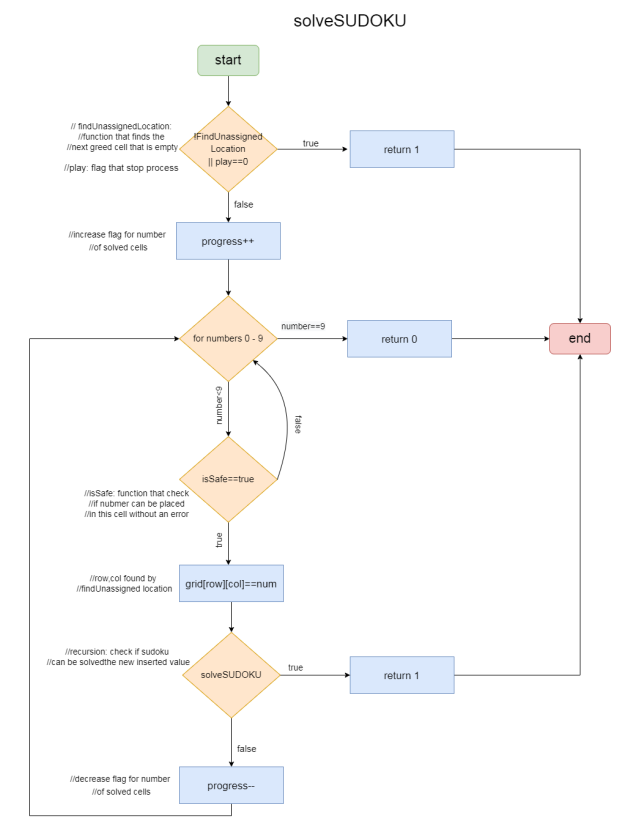 solveSUDOKU
start
// findUnassignedLocation:
//function that finds the
//next greed cell that is empty
//play: flag that stop process
!FindUnassigned
Location
|| play==0
true
return 1
false
//increase flag for number
//of solved cells
progress++
for numbers 0 - 9
number==9
return 0
end
number<9
false
isSafe==true
//isSafe: function that check
//if nubmer can be placed
//in this cell without an error
true
//row,col found by
//findUnassigned location
grid[row][col]==num
//recursion: check if sudoku
//can be solvedthe new inserted value
solveSUDOKU
true
return 1
false
//decrease flag for number
//of solved cells
progress--